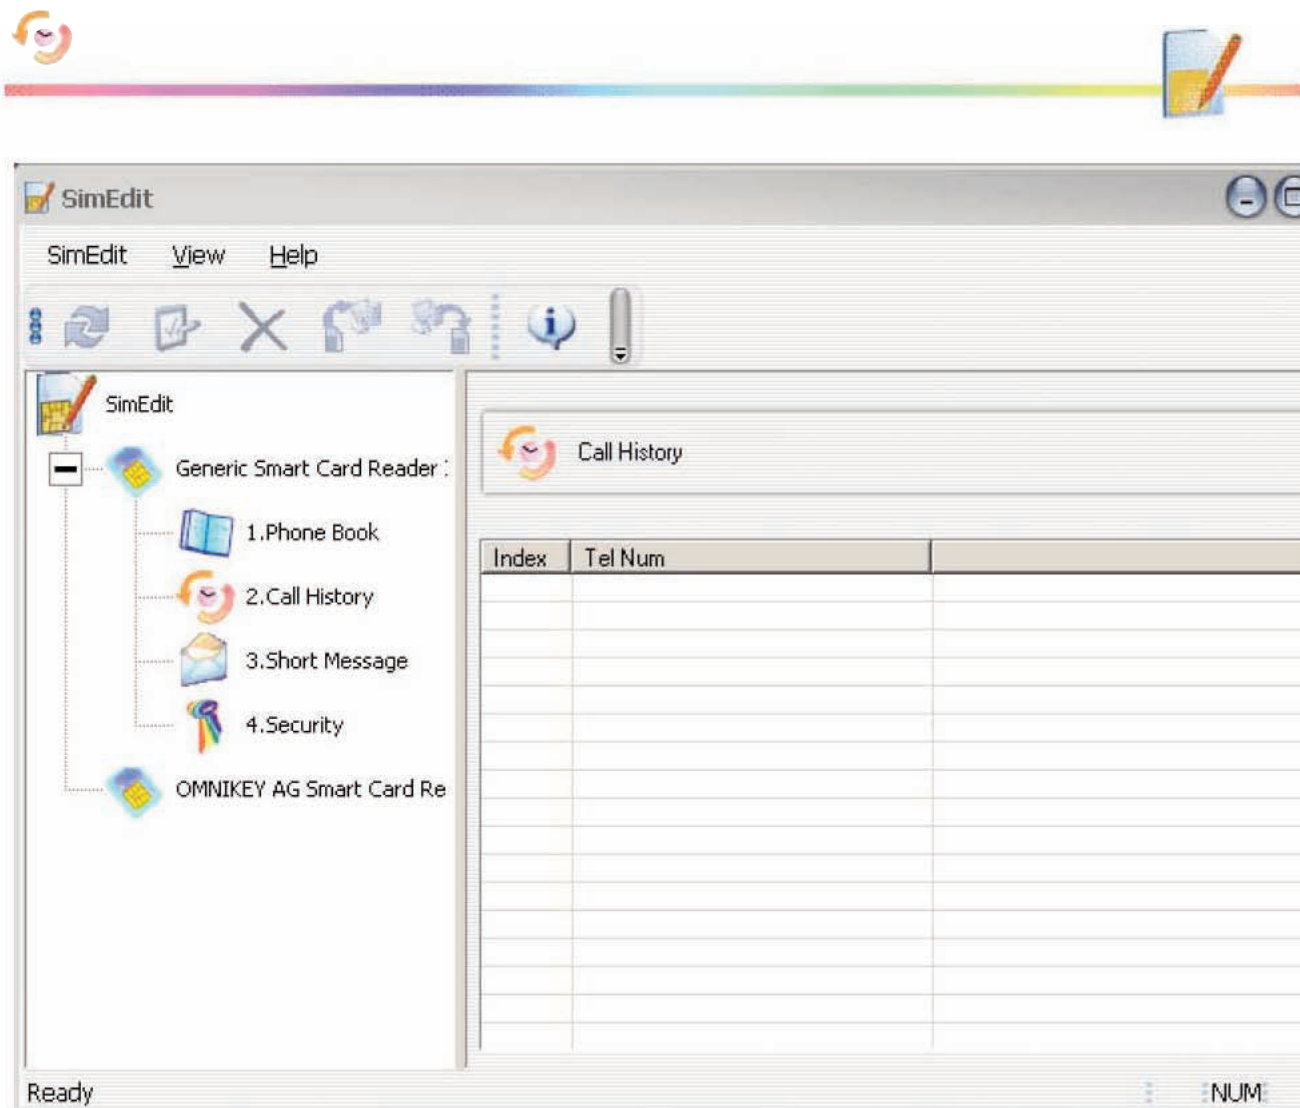 SimEdit
SimEdit View Help
SimEdit
Generic Smart Card Reader
1.Phone Book
2.Call History
3.Short Message
4.Security
OMNIKEY AG Smart Card Re
Call History
Index Tel Num
Ready NUM